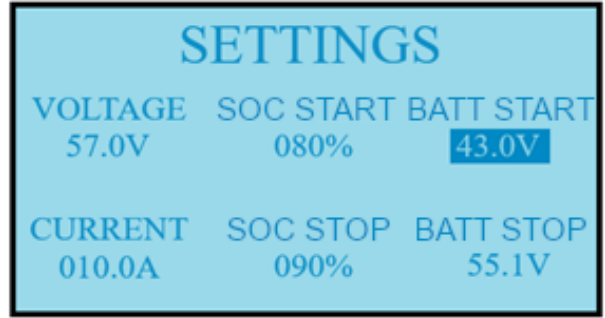 SETTINGS
VOLTAGE SOC START BATT START
57.0V 080% 43.0V
CURRENT SOC STOP BATT STOP
010.0A 090% 55.1V